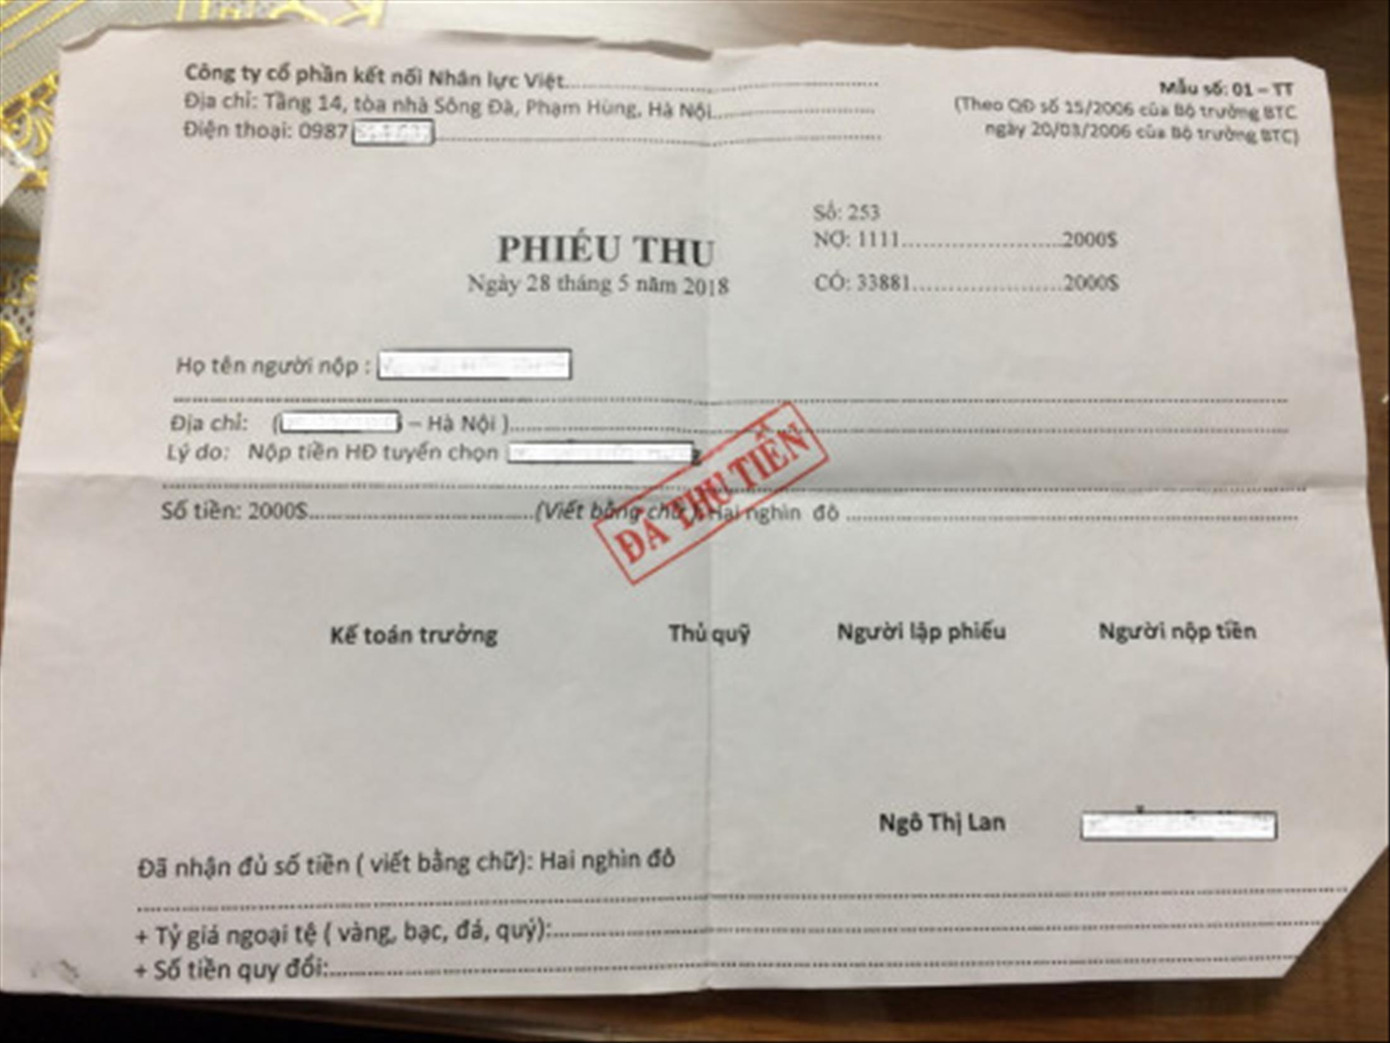 Công ty cổ phần kết nối Nhân lực Việt
Địa chỉ: Tầng 14, tòa nhà Sông Đà, Phạm Hùng, Hà Nội
Điện thoại: 0987
Mẫu số: 01 – TT
(Theo QĐ số 15/2006 của Bộ trưởng BTC
ngày 20/03/2006 của Bộ trưởng BTC)
PHIẾU THU
Ngày 28 tháng 5 năm 2018
Số: 253
NỢ: 1111........................2000$
CÓ: 33881......................2000$
Họ tên người nộp :
Địa chỉ: ( – Hà Nội )
Lý do: Nộp tiền HĐ tuyển chọn
Số tiền: 2000$..................(Viết bằng chữ ) Hai nghìn đô
ĐÃ THU TIỀN
Kế toán trưởng Thủ quỹ Người lập phiếu Người nộp tiền
Ngô Thị Lan
Đã nhận đủ số tiền ( viết bằng chữ): Hai nghìn đô
+ Tỷ giá ngoại tệ ( vàng, bạc, đá, quý):
+ Số tiền quy đổi: